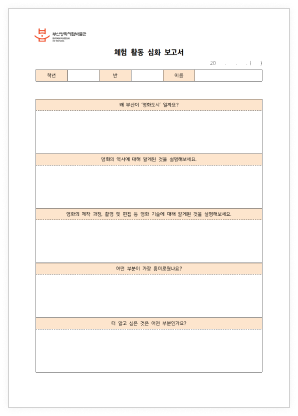 부산영화체험박물관
체험 활동 심화 보고서
20 . . . ( )
학년 반 이름
왜 부산이 '영화도시' 일까요?
영화의 역사에 대해 알게된 것을 설명해보세요.
영화의 제작 과정, 촬영 및 편집 등 영화 기술에 대해 알게된 것을 설명해보세요.
어떤 부분이 가장 흥미로웠나요?
더 알고 싶은 것은 어떤 부분인가요?